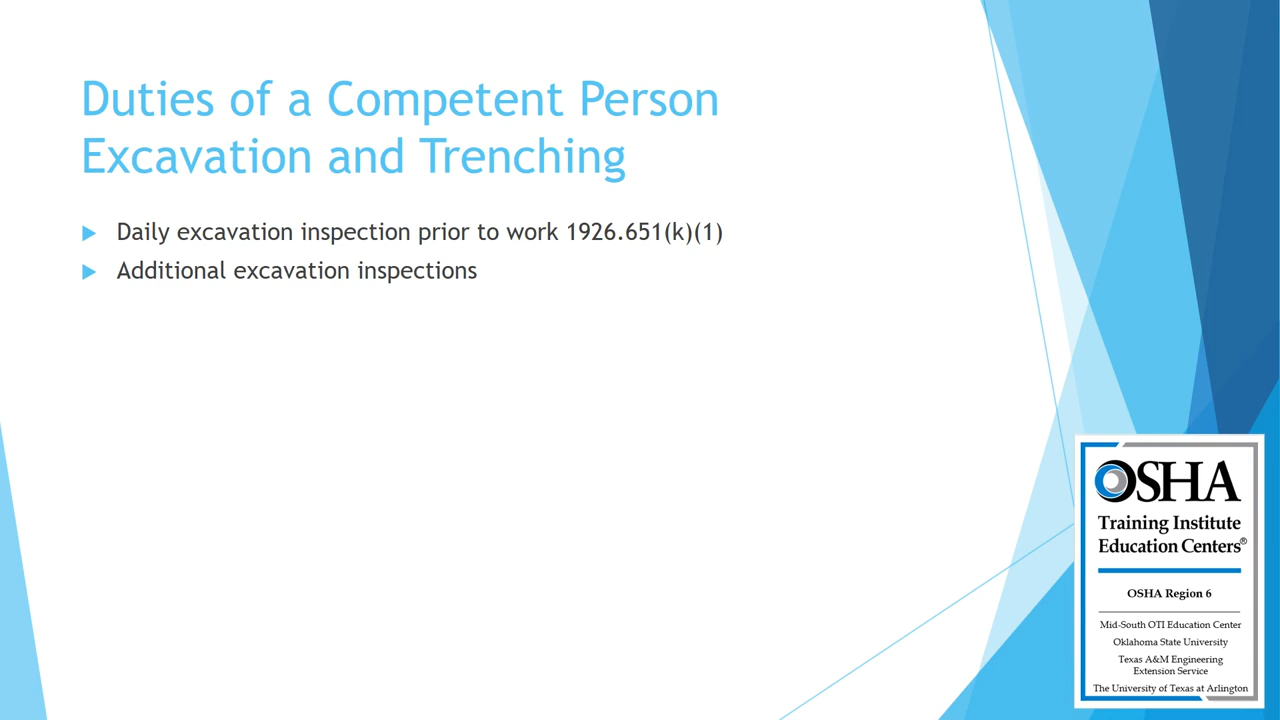 Duties of a Competent Person
Excavation and Trenching
Daily excavation inspection prior to work 1926.651(k)(1)
Additional excavation inspections
OSHA
Training Institute
Education Centers®
OSHA Region 6
Mid-South OTI Education Center
Oklahoma State University
Texas A&M Engineering
Extension Service
The University of Texas at Arlington